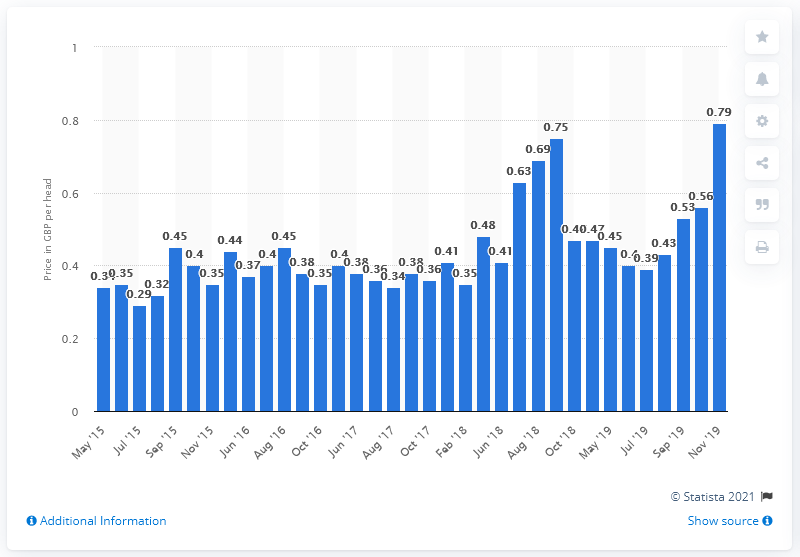 Price in GBP per head
1
0.8
0.6
0.4
0.2
0
0.34
0.35
0.29
0.32
0.45
0.4
0.35
0.44
0.37
0.4
0.45
0.38
0.35
0.4
0.38
0.36
0.34
0.38
0.36
0.41
0.35
0.48
0.41
0.63
0.69
0.75
0.47
0.45
0.4
0.39
0.43
0.53
0.56
0.79
May '15
Jul '15
Sep '15
Nov '15
Jun '16
Aug '16
Oct '16
Jun '17
Aug '17
Oct '17
Feb '18
Jun '18
Aug '18
Oct '18
May '19
Jul '19
Sep '19
Nov '19
© Statista 2021
Additional Information
Show source